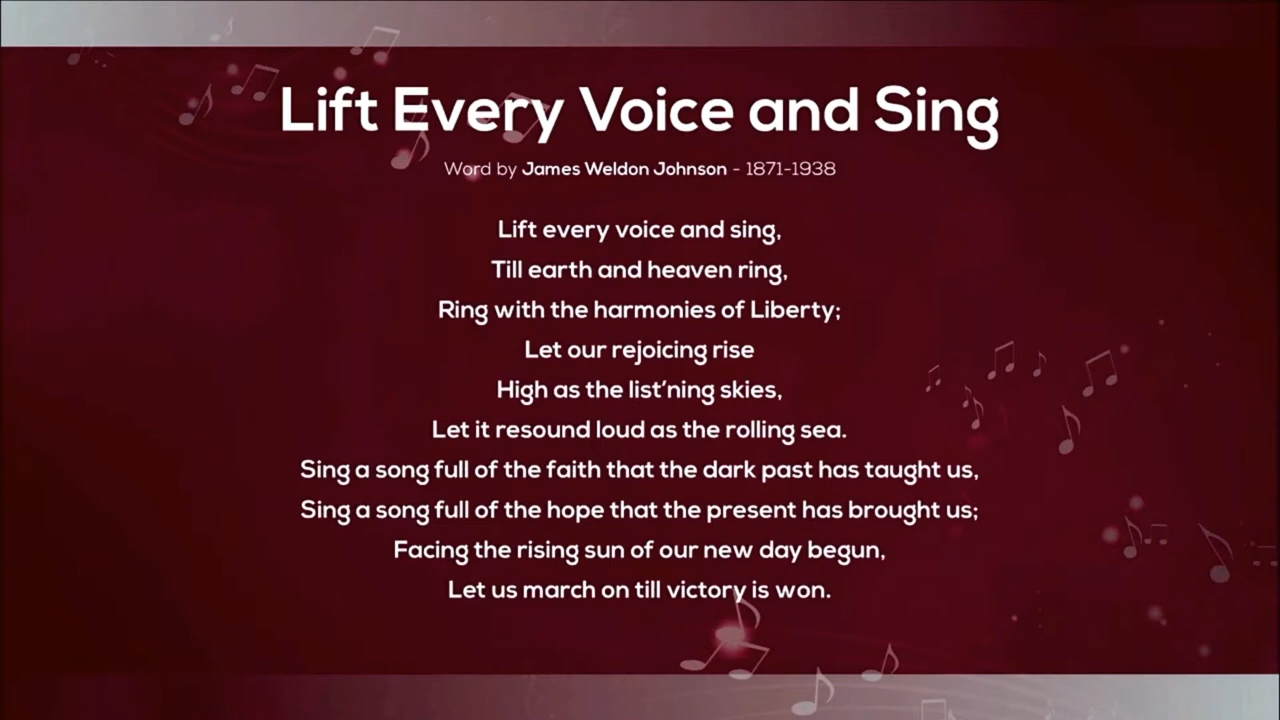 Lift Every Voice and Sing
Word by James Weldon Johnson - 1871-1938
Lift every voice and sing,
Till earth and heaven ring,
Ring with the harmonies of Liberty;
Let our rejoicing rise
High as the list’ning skies,
Let it resound loud as the rolling sea.
Sing a song full of the faith that the dark past has taught us,
Sing a song full of the hope that the present has brought us;
Facing the rising sun of our new day begun,
Let us march on till victory is won.